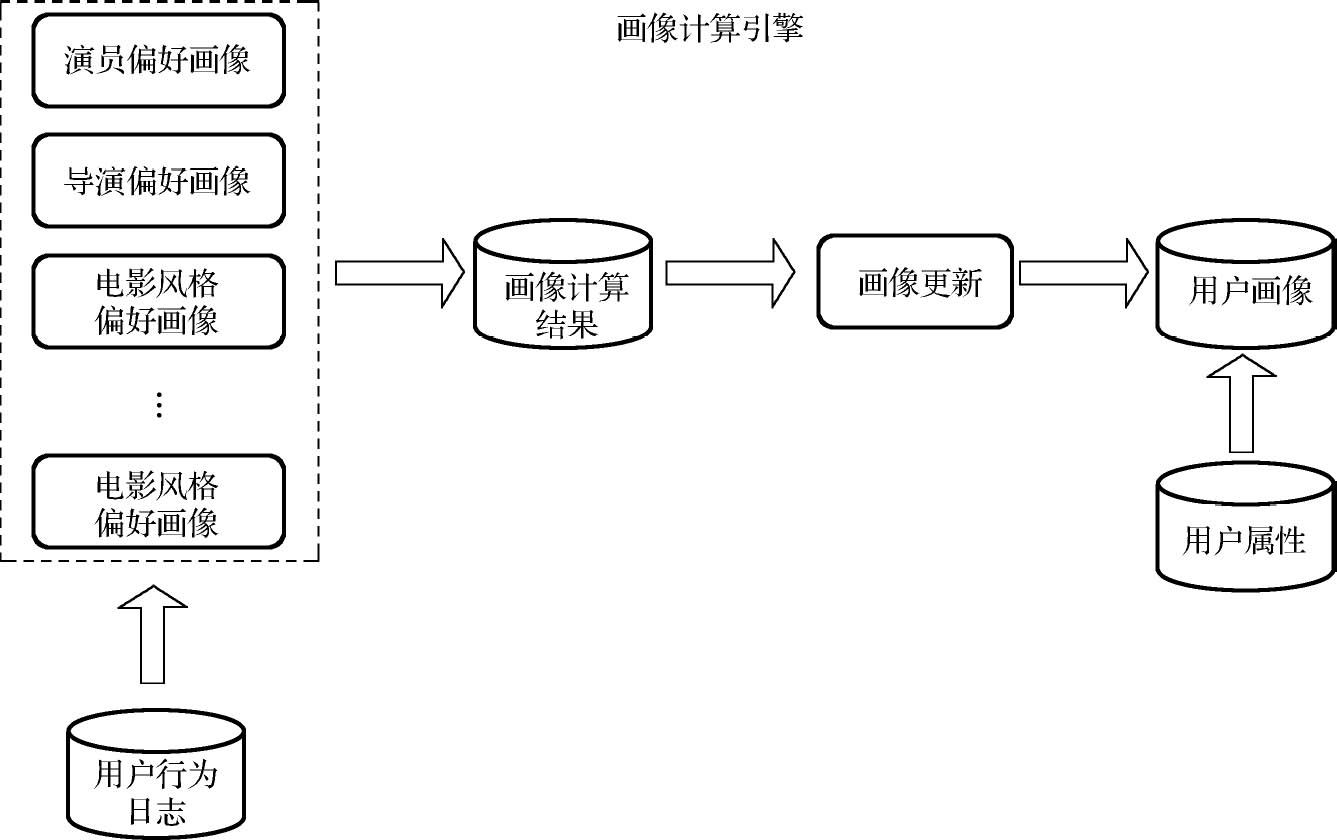 画像计算引擎
演员偏好画像
导演偏好画像
电影风格
偏好画像
⋮
电影风格
偏好画像
画像计算
结果
画像更新
用户画像
用户属性
用户行为
日志